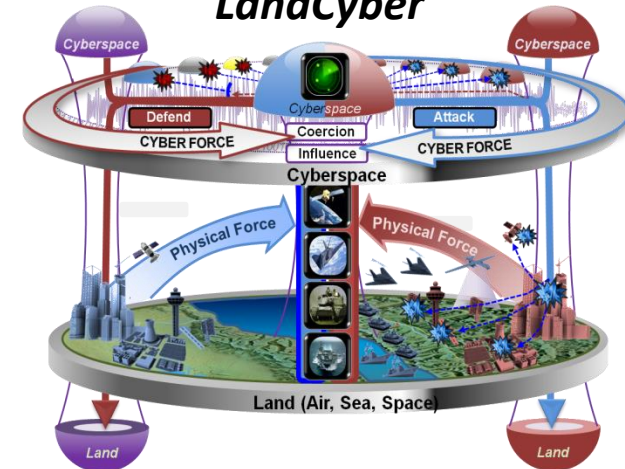 LandCyber
Cyberspace
Cyberspace
Cyberspace
Defend
Attack
Coercion
CYBER FORCE
CYBER FORCE
Influence
Cyberspace
Physical Force
Physical Force
Land (Air, Sea, Space)
Land
Land